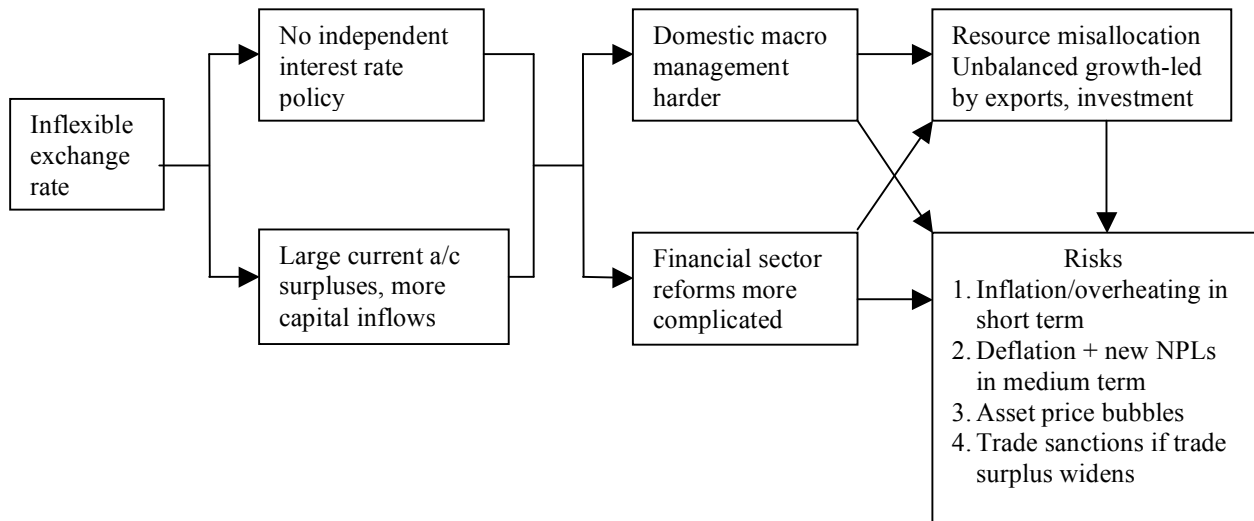 Inflexible
exchange
rate
No independent
interest rate
policy
Large current a/c
surpluses, more
capital inflows
Domestic macro
management
harder
Financial sector
reforms more
complicated
Resource misallocation
Unbalanced growth-led
by exports, investment
Risks
1. Inflation/overheating in
short term
2. Deflation + new NPLs
in medium term
3. Asset price bubbles
4. Trade sanctions if trade
surplus widens